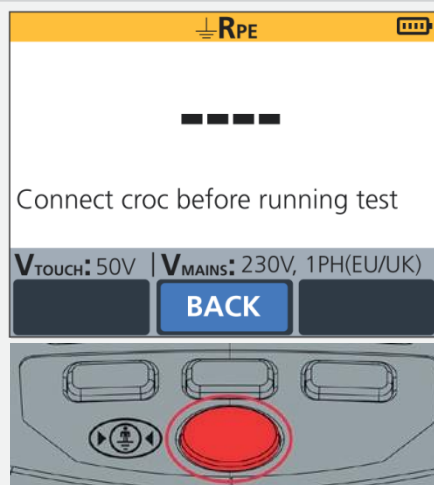 RPE
----
Connect croc before running test
VTOUCH: 50V | VMAINS: 230V, 1PH(EU/UK)
BACK